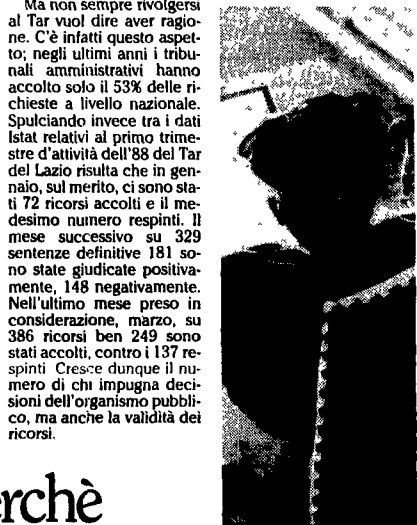 Ma non sempre rivolgersi
al Tar vuol dire aver ragio-
ne. C'è infatti questo aspet-
to; negli ultimi anni i tribu-
nali amministrativi hanno
accolto solo il 53% delle ri-
chieste a livello nazionale.
Spulciando invece tra i dati
Istat relativi al primo trime-
stre d'attività dell'88 del Tar
del Lazio risulta che in gen-
naio, sul merito, ci sono sta-
ti 72 ricorsi accolti e il me-
desimo numero respinti. Il
mese successivo su 329
sentenze definitive 181 so-
no state giudicate positiva-
mente, 148 negativamente.
Nell'ultimo mese preso in
considerazione, marzo, su
386 ricorsi ben 249 sono
stati accolti, contro i 137 re-
spinti Cresce dunque il nu-
mero di chi impugna deci-
sioni dell'organismo pubbli-
co, ma anche la validità dei
ricorsi.
erchè